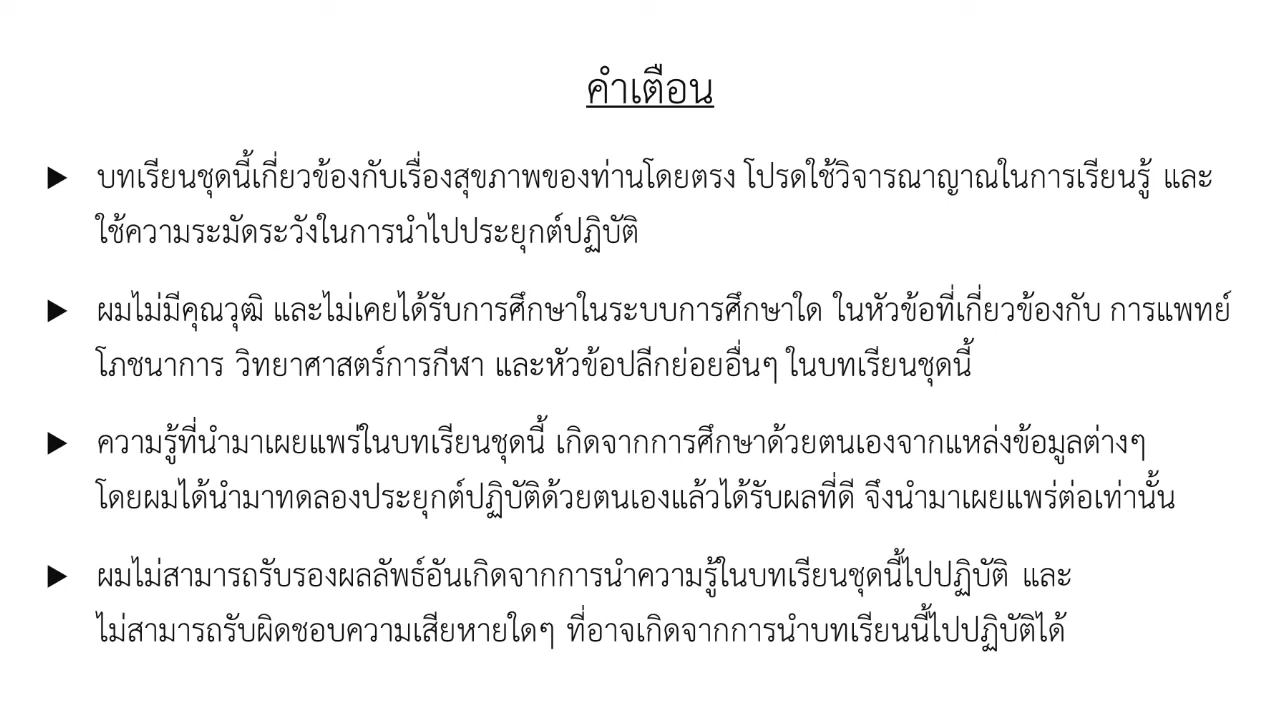 คำเตือน
▶ บทเรียนชุดนี้เกี่ยวข้องกับเรื่องสุขภาพของท่านโดยตรง โปรดใช้วิจารณาญาณในการเรียนรู้ และ
ใช้ความระมัดระวังในการนำไปประยุกต์ปฏิบัติ
▶ ผมไม่มีคุณวุฒิ และไม่เคยได้รับการศึกษาในระบบการศึกษาใด ในหัวข้อที่เกี่ยวข้องกับ การแพทย์
โภชนาการ วิทยาศาสตร์การกีฬา และหัวข้อปลีกย่อยอื่นๆ ในบทเรียนชุดนี้
▶ ความรู้ที่นำมาเผยแพร่ในบทเรียนชุดนี้ เกิดจากการศึกษาด้วยตนเองจากแหล่งข้อมูลต่างๆ
โดยผมได้นำมาทดลองประยุกต์ปฏิบัติด้วยตนเองแล้วได้รับผลที่ดี จึงนำมาเผยแพร่ต่อเท่านั้น
▶ ผมไม่สามารถรับรองผลลัพธ์อันเกิดจากการนำความรู้ในบทเรียนชุดนี้ไปปฏิบัติ และ
ไม่สามารถรับผิดชอบความเสียหายใดๆ ที่อาจเกิดจากการนำบทเรียนนี้ไปปฏิบัติได้